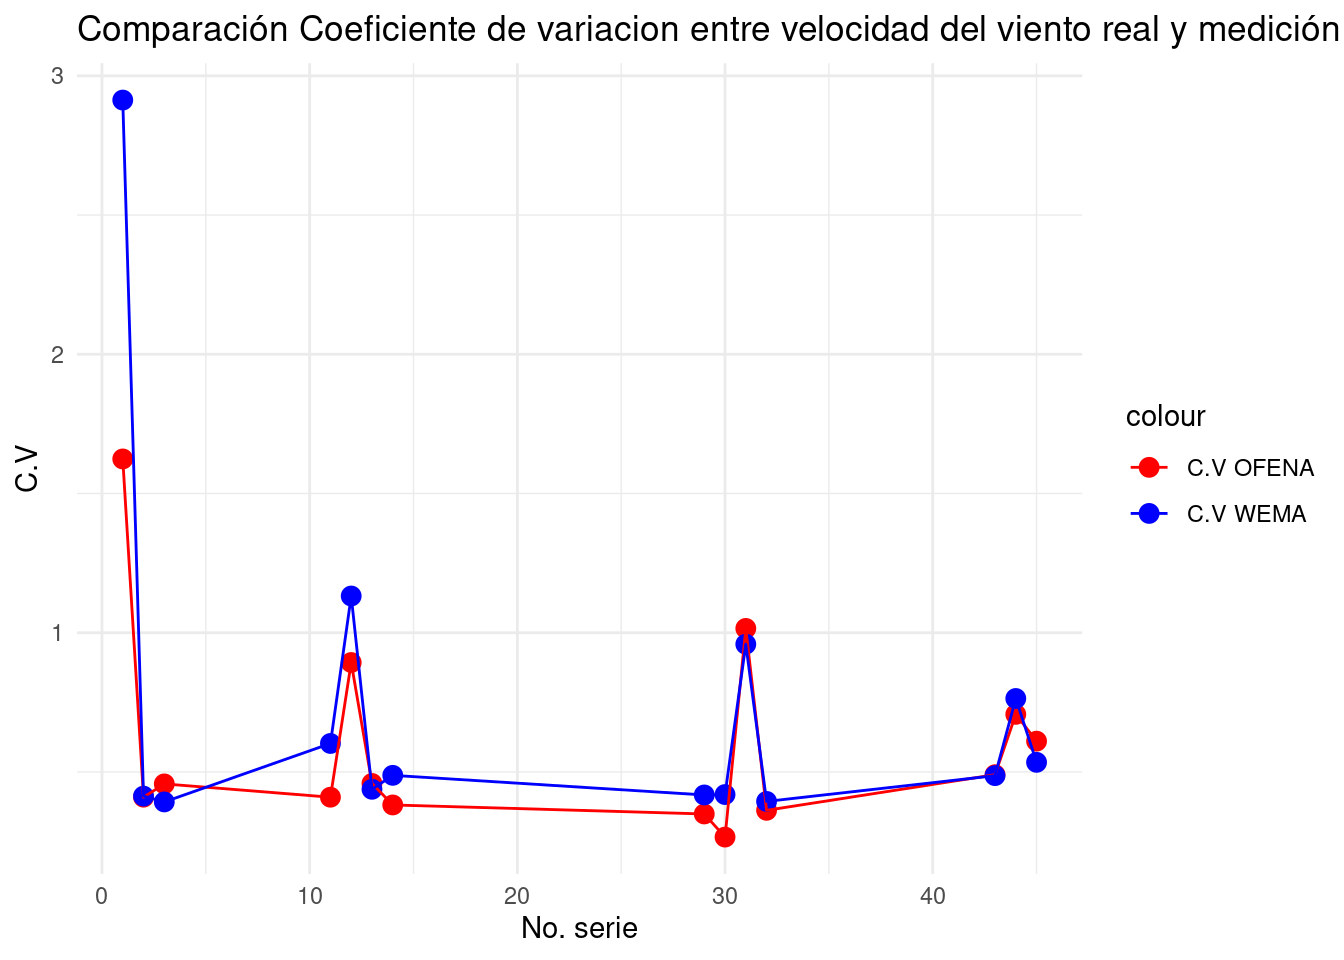 Comparación Coeficiente de variacion entre velocidad del viento real y medición
3
2
1
C.V
0 10 20 30 40
No. serie
colour
C.V OFENA
C.V WEMA